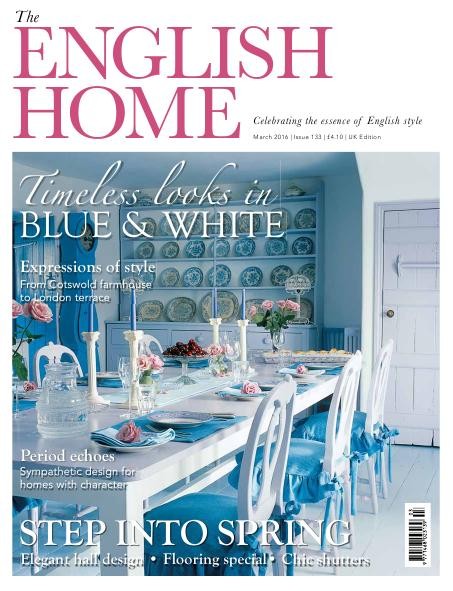 The
ENGLISH
HOME
Celebrating the essence of English style
March 2016 | Issue 133 | £4.10 | UK Edition
Timeless looks in
BLUE & WHITE
Expressions of style
From Cotswold farmhouse
to London terrace
Period echoes
Sympathetic design for
homes with character
STEP INTO SPRING
Elegant hall design • Flooring special • Chic shutters